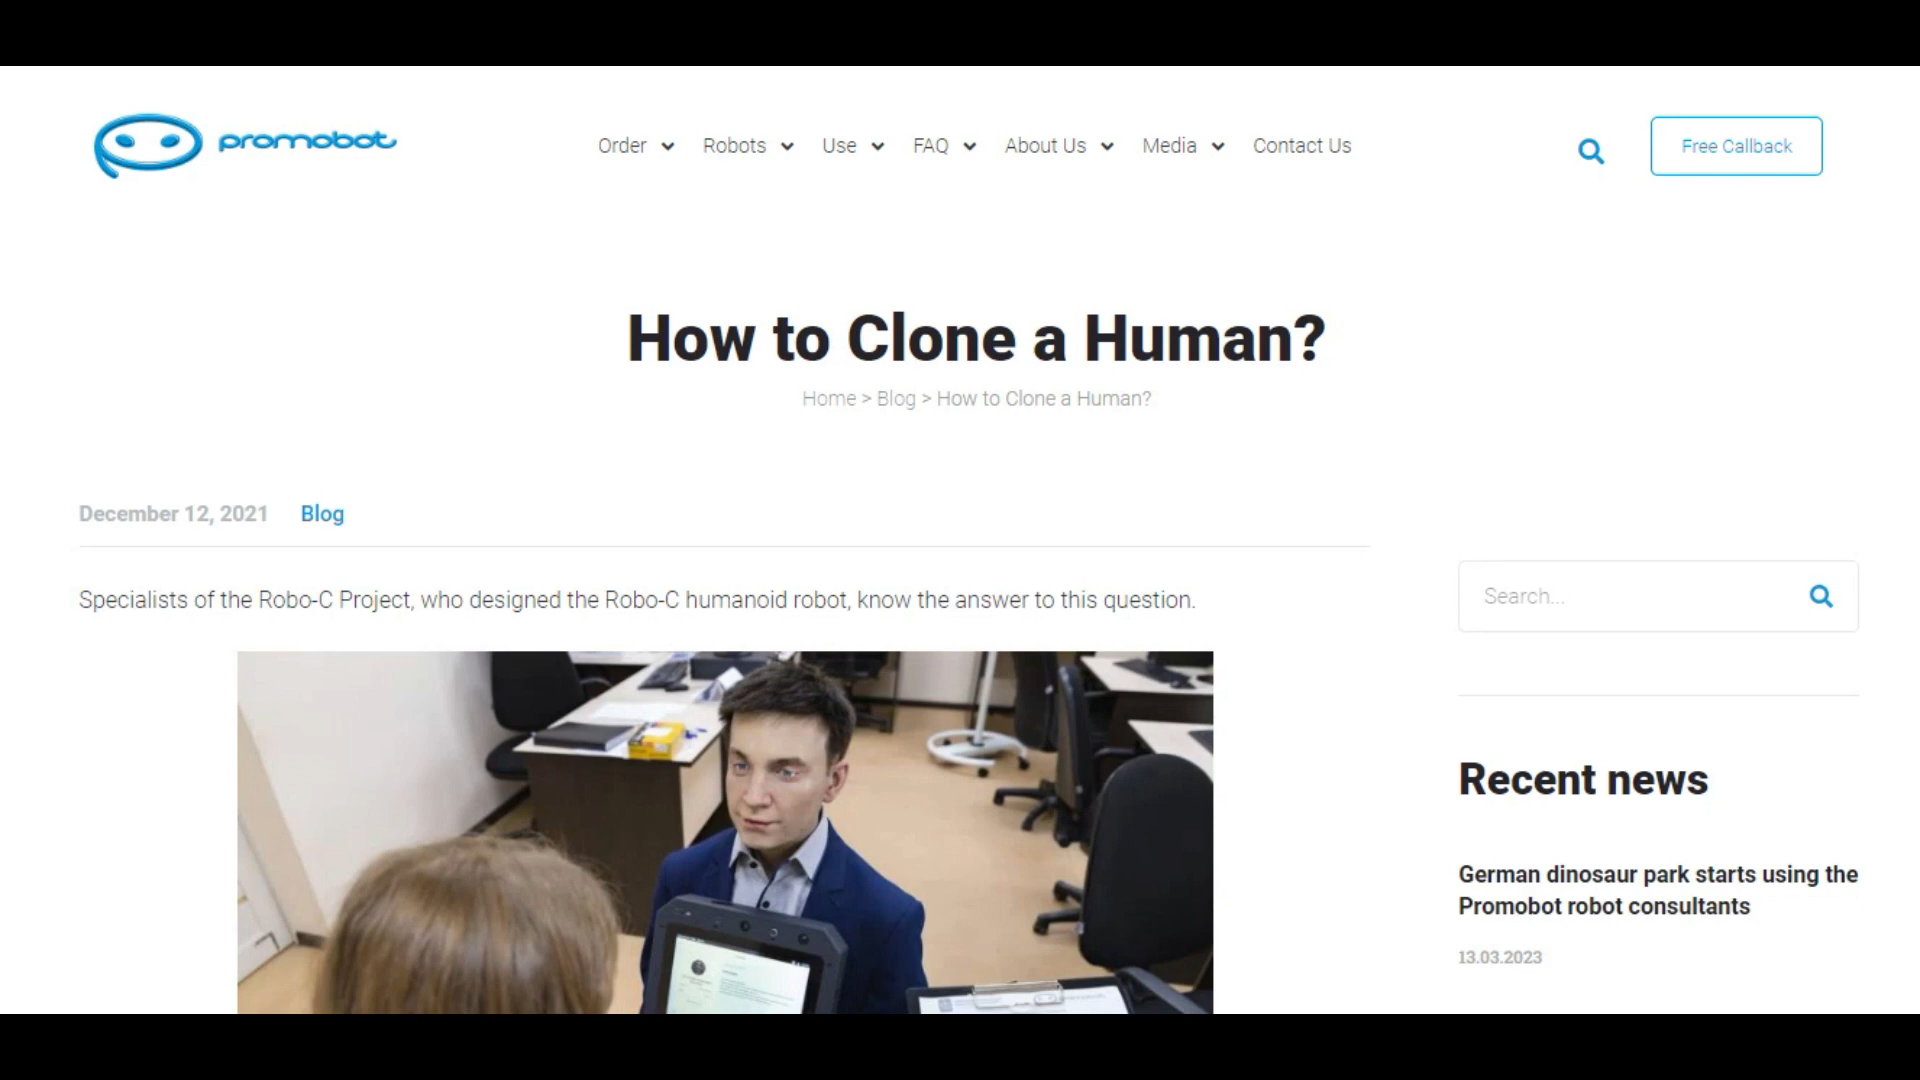 promobot
Order Robots Use FAQ About Us Media Contact Us
Free Callback
How to Clone a Human?
Home > Blog > How to Clone a Human?
December 12, 2021 Blog
Specialists of the Robo-C Project, who designed the Robo-C humanoid robot, know the answer to this question.
Search...
Recent news
German dinosaur park starts using the
Promobot robot consultants
13.03.2023